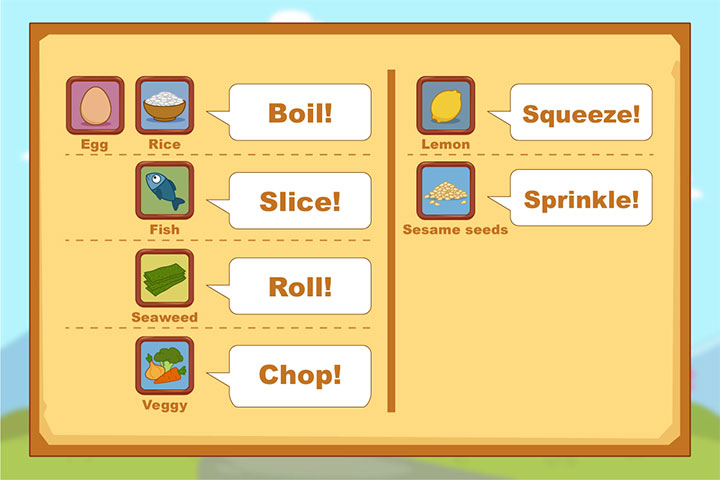 Egg Rice Boil!
Fish Slice!
Seaweed Roll!
Veggy Chop!
Lemon Squeeze!
Sesame seeds Sprinkle!